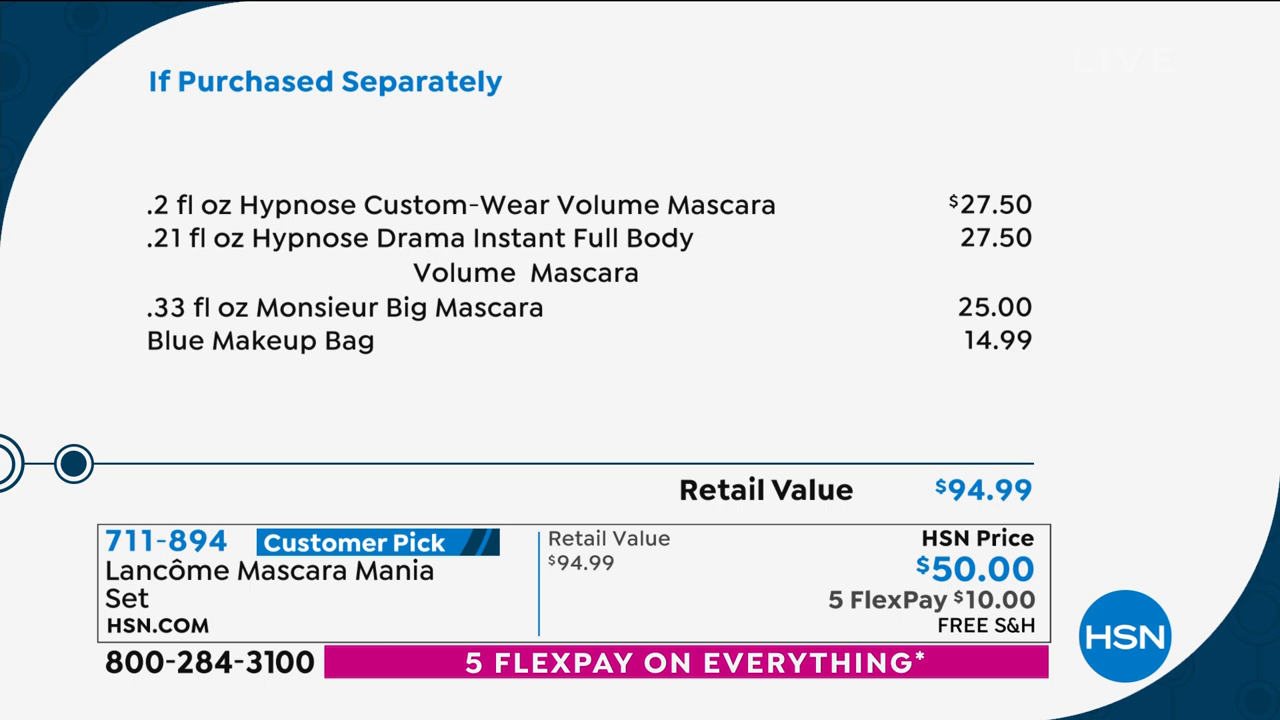 LIVE
If Purchased Separately
.2 fl oz Hypnose Custom-Wear Volume Mascara $27.50
.21 fl oz Hypnose Drama Instant Full Body 27.50
Volume Mascara
.33 fl oz Monsieur Big Mascara 25.00
Blue Makeup Bag 14.99
Retail Value $94.99
711-894 Customer Pick
Lancôme Mascara Mania
Set
HSN.COM
Retail Value
$94.99
HSN Price
$50.00
5 FlexPay $10.00
FREE S&H
HSN
800-284-3100 5 FLEXPAY ON EVERYTHING*